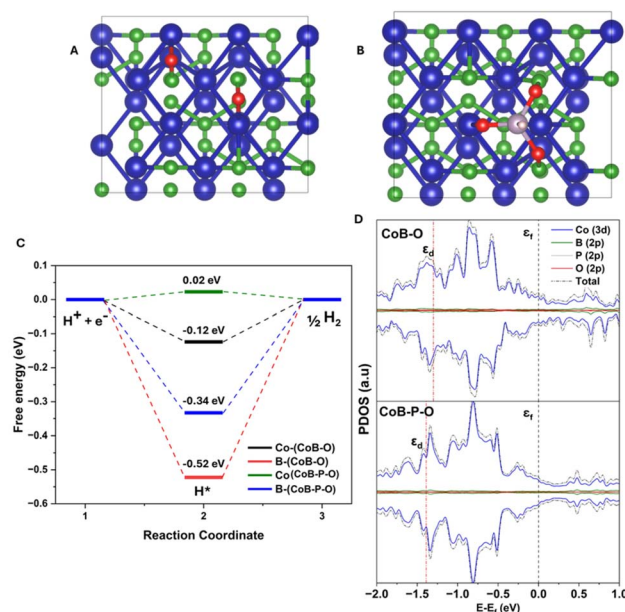 A
B
C
0.1
0.0
-0.1
-0.2
-0.3
-0.4
-0.5
-0.6
Free energy (eV)
0.02 eV
-0.12 eV
-0.34 eV
-0.52 eV
H+ + e-
½ H2
H*
Co-(CoB-O)
B-(CoB-O)
Co(CoB-P-O)
B-(CoB-P-O)
1
2
3
Reaction Coordinate
D
CoB-O
εd
εf
Co (3d)
B (2p)
P (2p)
O (2p)
Total
CoB-P-O
εd
εf
PDOS (a.u)
-2.0
-1.5
-1.0
-0.5
0.0
0.5
1.0
E-Ef (eV)